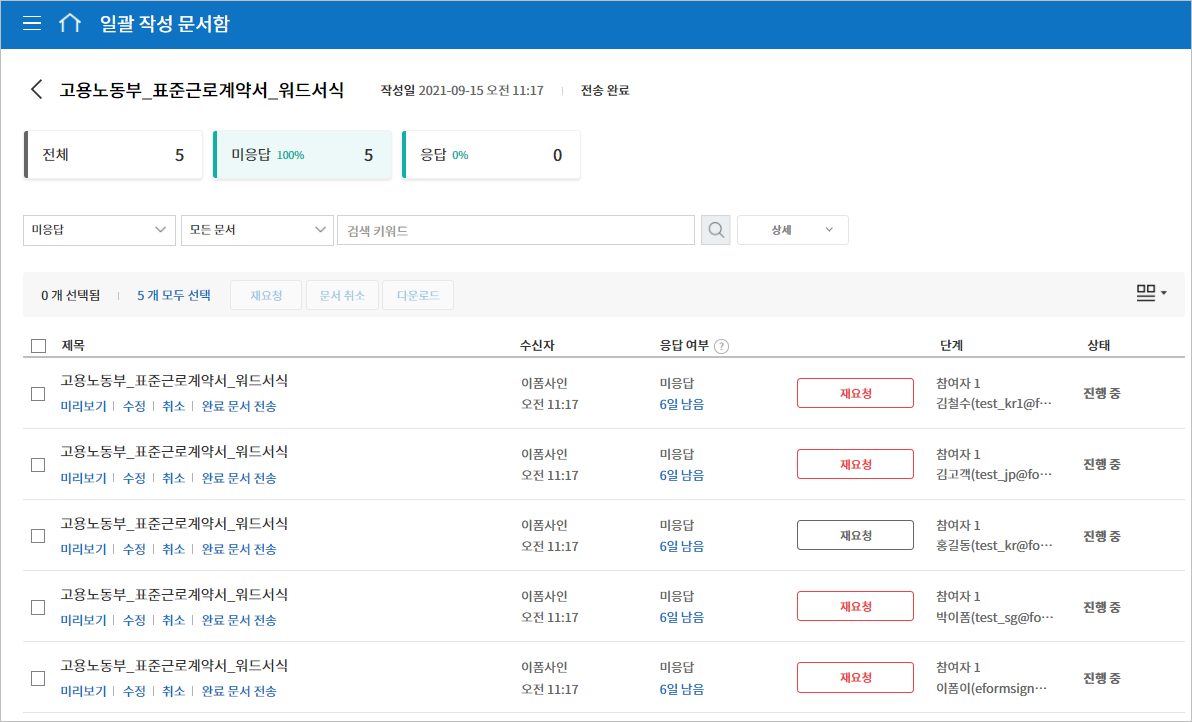 일괄 작성 문서함
고용노동부_표준근로계약서_워드서식 작성일 2021-09-15 오전 11:17 전송 완료
전체 5 미응답 100% 5 응답 0% 0
미응답 모든 문서 검색 키워드 상세
0 개 선택됨 5 개 모두 선택 재요청 문서 취소 다운로드
제목 수신자 응답 여부 ? 단계 상태
고용노동부_표준근로계약서_워드서식 이폼사인 미응답 재요청 참여자 1 진행 중
미리보기 수정 취소 완료 문서 전송 오전 11:17 6일 남음 김철수(test_kr1@f…
고용노동부_표준근로계약서_워드서식 이폼사인 미응답 재요청 참여자 1 진행 중
미리보기 수정 취소 완료 문서 전송 오전 11:17 6일 남음 김고객(test_jp@fo…
고용노동부_표준근로계약서_워드서식 이폼사인 미응답 재요청 참여자 1 진행 중
미리보기 수정 취소 완료 문서 전송 오전 11:17 6일 남음 홍길동(test_kr@fo…
고용노동부_표준근로계약서_워드서식 이폼사인 미응답 재요청 참여자 1 진행 중
미리보기 수정 취소 완료 문서 전송 오전 11:17 6일 남음 박이폼(test_sg@fo…
고용노동부_표준근로계약서_워드서식 이폼사인 미응답 재요청 참여자 1 진행 중
미리보기 수정 취소 완료 문서 전송 오전 11:17 6일 남음 이폼이(eformsign…